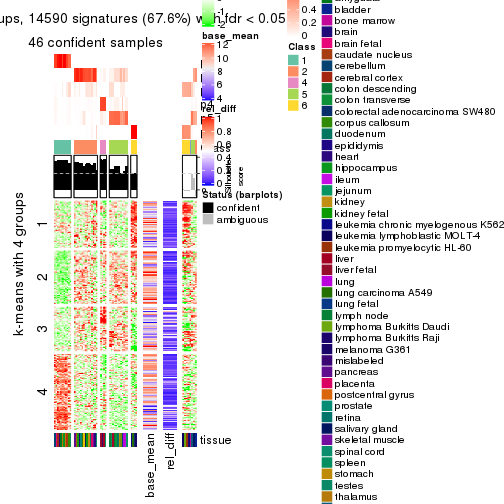 ups, 14590 signatures (67.6%) with fdr < 0.05
46 confident samples
k-means with 4 groups
1
2
3
4
base_mean
rel_diff
tissue
-2
base_mean
12
10
8
6
4
rel_diff
1
0.8
0.6
0.4
0.2
0
silhouette
score
Status (barplots)
confident
ambiguous
0.4
0.2
0
Class
1
2
3
4
5
6
bladder
bone marrow
brain
brain fetal
caudate nucleus
cerebellum
cerebral cortex
colon descending
colon transverse
colorectal adenocarcinoma SW480
corpus callosum
duodenum
epididymis
heart
hippocampus
ileum
jejunum
kidney
kidney fetal
leukemia chronic myelogenous K562
leukemia lymphoblastic MOLT-4
leukemia promyelocytic HL-60
liver
liver fetal
lung
lung carcinoma A549
lung fetal
lymph node
lymphoma Burkitts Daudi
lymphoma Burkitts Raji
melanoma G361
mislabeled
pancreas
placenta
postcentral gyrus
prostate
retina
salivary gland
skeletal muscle
spinal cord
spleen
stomach
testes
thalamus